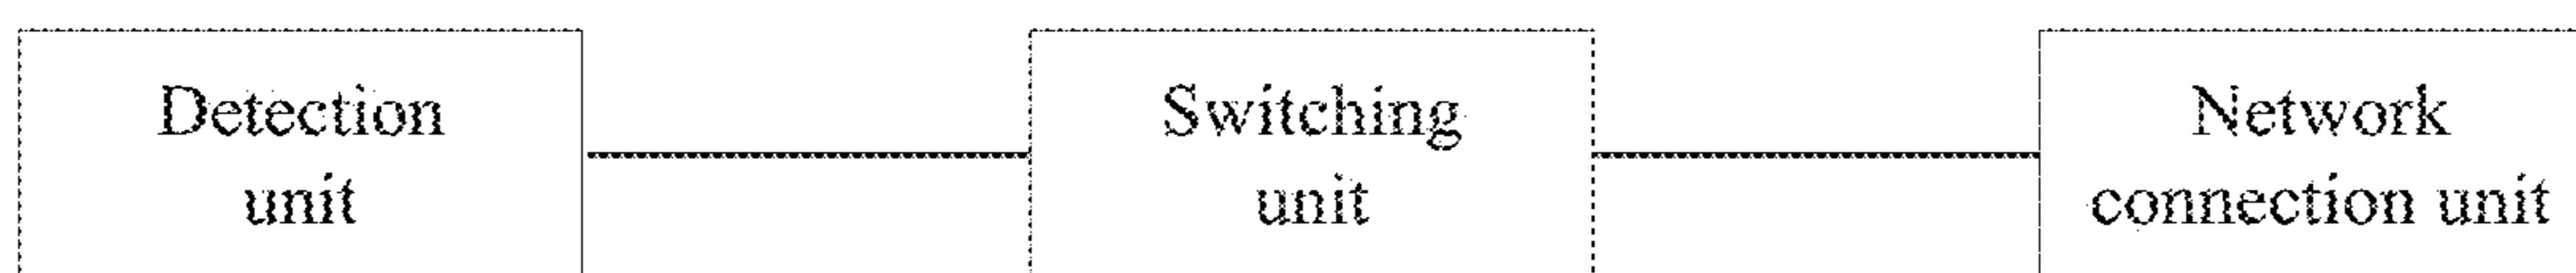 Detection
unit
Switching
unit
Network
connection unit